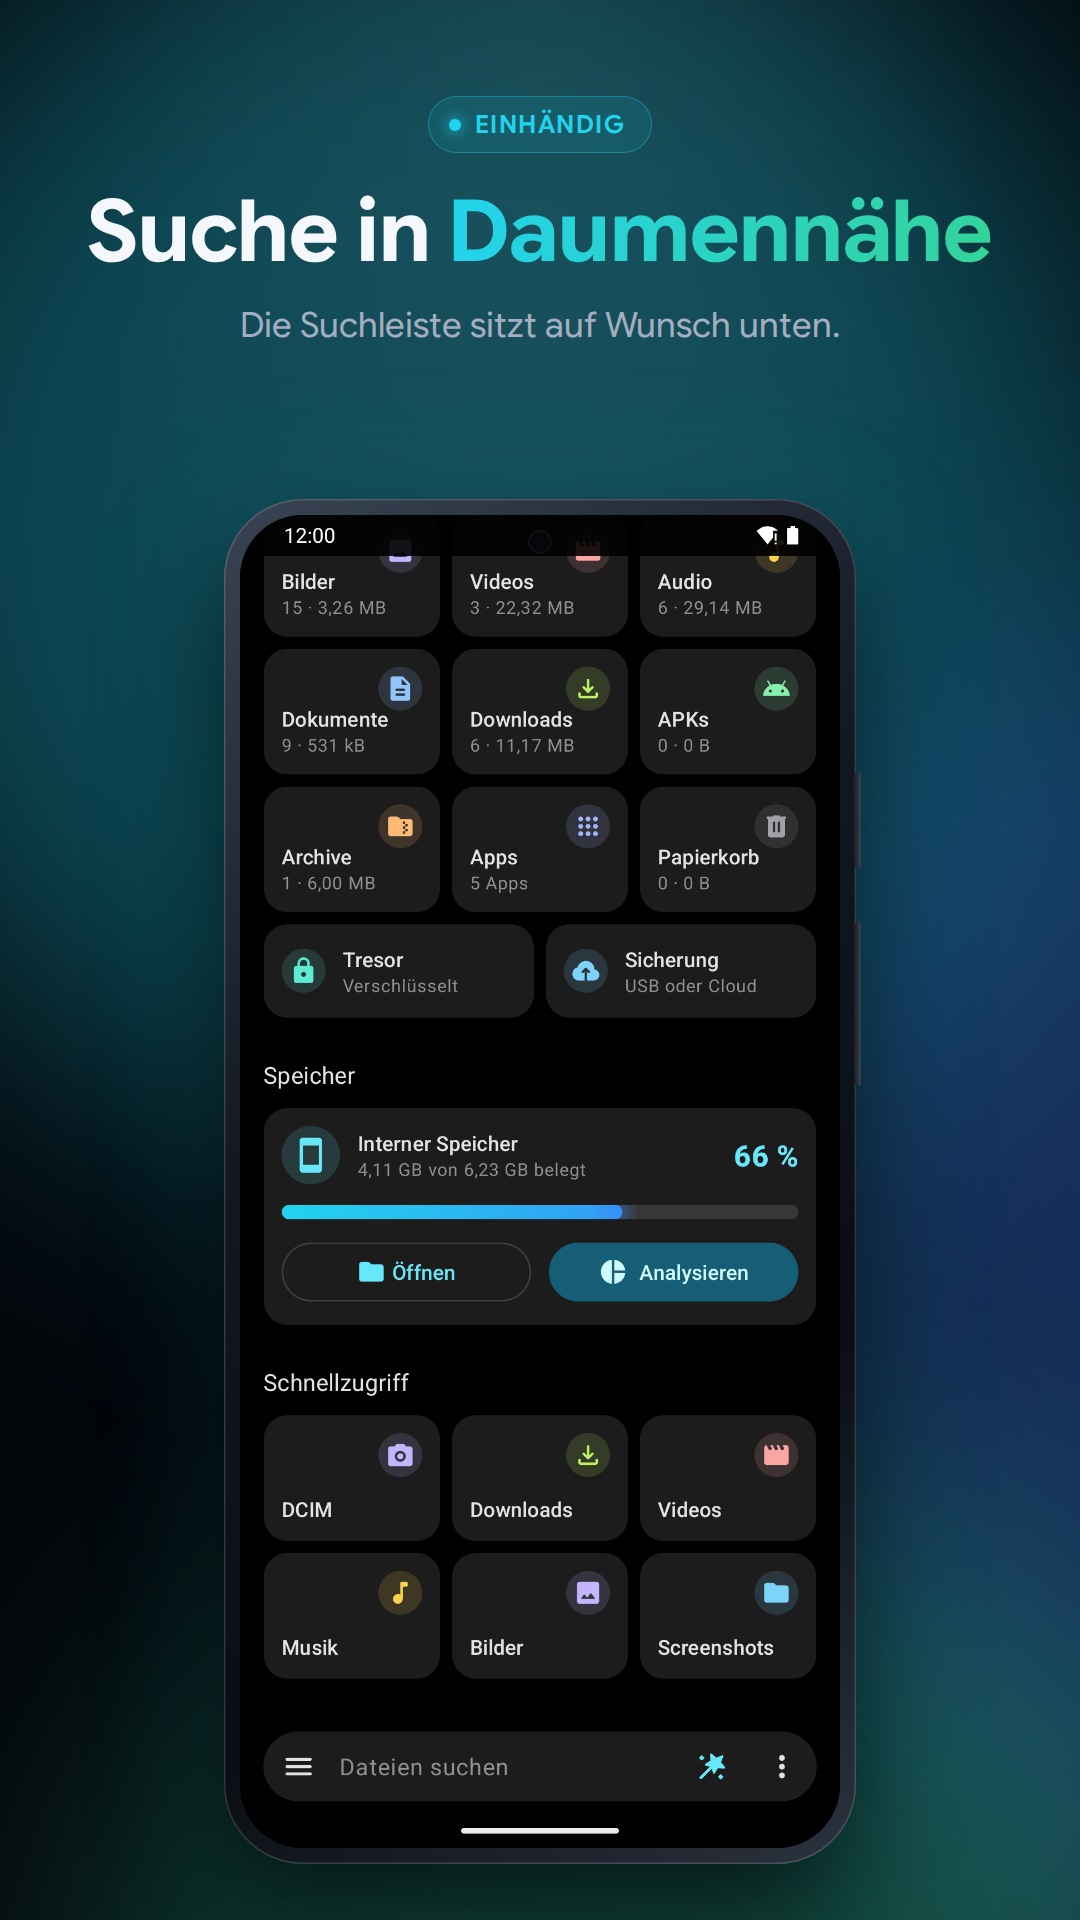 EINHÄNDIG
Suche in Daumennähe
Die Suchleiste sitzt auf Wunsch unten.
12:00
Bilder
15 · 3,26 MB
Videos
3 · 22,32 MB
Audio
6 · 29,14 MB
Dokumente
9 · 531 kB
Downloads
6 · 11,17 MB
APKs
0 · 0 B
Archive
1 · 6,00 MB
Apps
5 Apps
Papierkorb
0 · 0 B
Tresor
Verschlüsselt
Sicherung
USB oder Cloud
Speicher
Interner Speicher
4,11 GB von 6,23 GB belegt
66 %
Öffnen
Analysieren
Schnellzugriff
DCIM
Downloads
Videos
Musik
Bilder
Screenshots
Dateien suchen